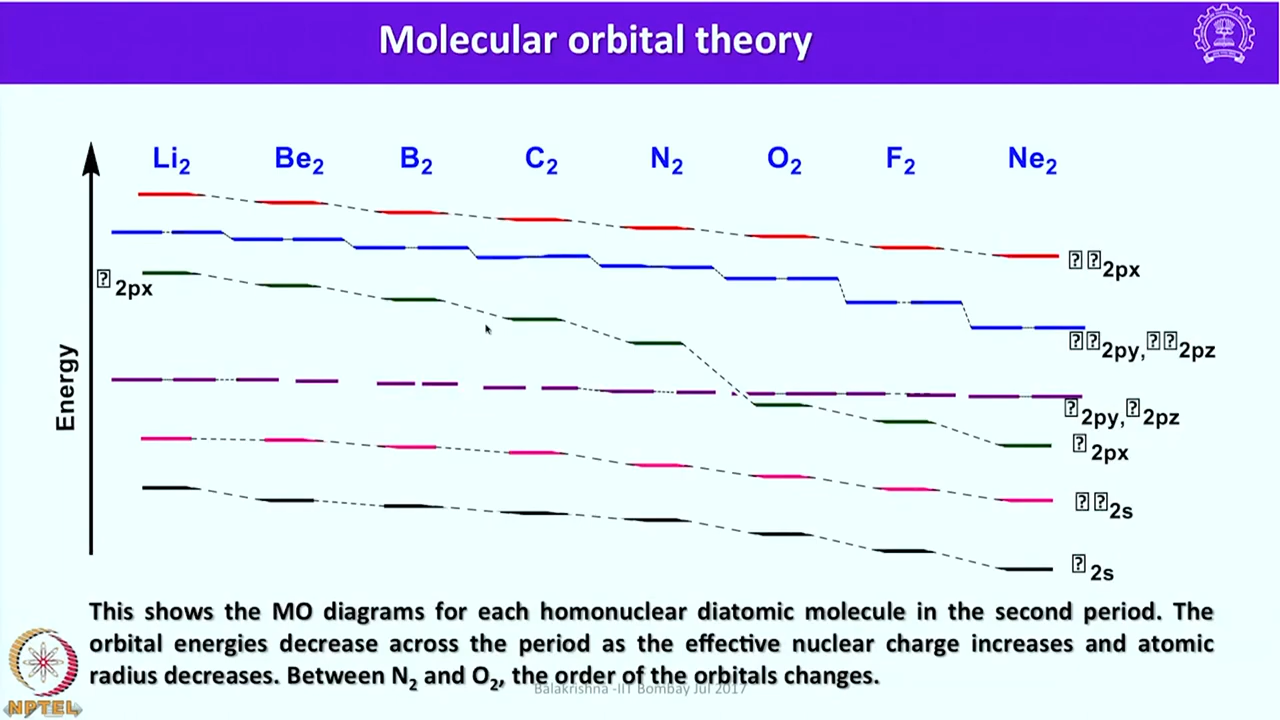 Molecular orbital theory
Li2 Be2 B2 C2 N2 O2 F2 Ne2
2px
2px
2py, 2pz
2py, 2pz
2px
2s
2s
Energy
This shows the MO diagrams for each homonuclear diatomic molecule in the second period. The
orbital energies decrease across the period as the effective nuclear charge increases and atomic
radius decreases. Between N2 and O2, the order of the orbitals changes.
Balakrishna -IIT Bombay Jul 2017
NPTEL